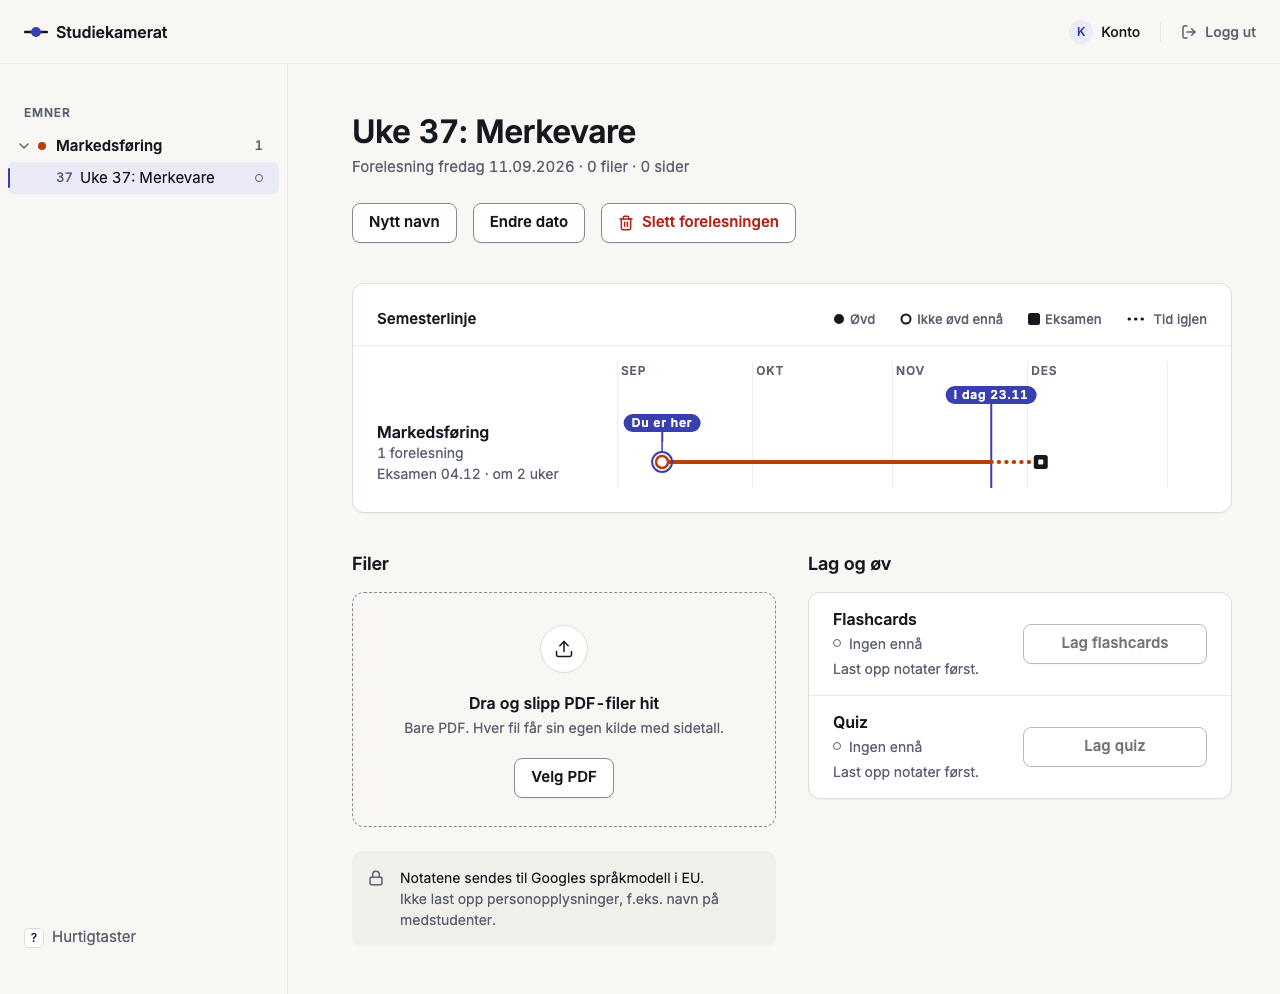 Studiekamerat
K Konto
Logg ut
EMNER
Markedsføring 1
37 Uke 37: Merkevare
Uke 37: Merkevare
Forelesning fredag 11.09.2026 · 0 filer · 0 sider
Nytt navn
Endre dato
Slett forelesningen
Semesterlinje
Øvd
Ikke øvd ennå
Eksamen
Tid igjen
SEP
OKT
NOV
DES
I dag 23.11
Du er her
Markedsføring
1 forelesning
Eksamen 04.12 · om 2 uker
Filer
Dra og slipp PDF-filer hit
Bare PDF. Hver fil får sin egen kilde med sidetall.
Velg PDF
Notatene sendes til Googles språkmodell i EU.
Ikke last opp personopplysninger, f.eks. navn på
medstudenter.
Lag og øv
Flashcards
Ingen ennå
Last opp notater først.
Lag flashcards
Quiz
Ingen ennå
Last opp notater først.
Lag quiz
? Hurtigtaster